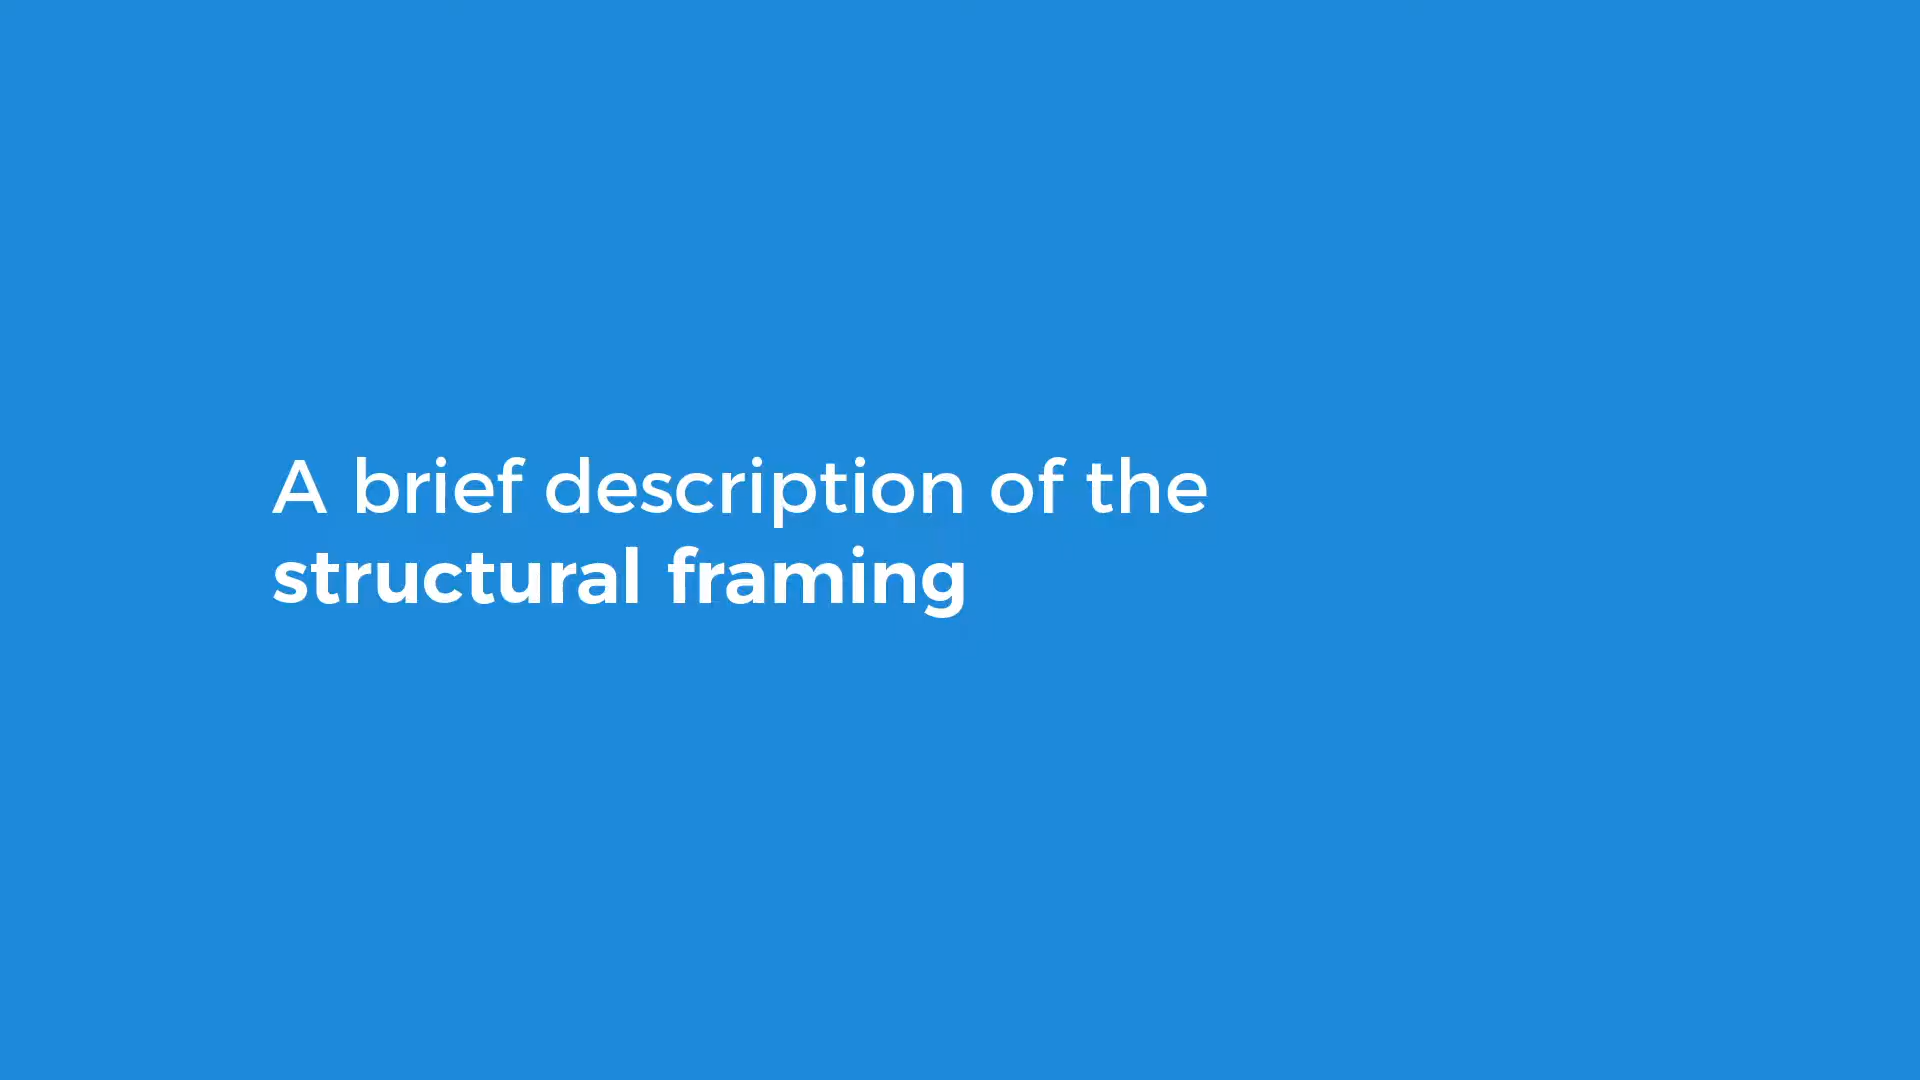 A brief description of the
structural framing